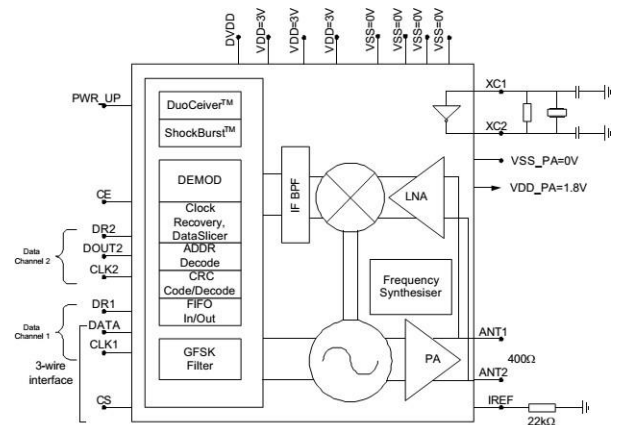 DVDD
VDD=3V
VDD=3V
VDD=3V
VSS=0V
VSS=0V
VSS=0V
VSS=0V
PWR_UP
DuoCeiver™
ShockBurst™
XC1
XC2
VSS_PA=0V
VDD_PA=1.8V
DEMOD
IF BPF
LNA
CE
Clock
Recovery,
DataSlicer
DR2
Data
Channel 2
DOUT2
ADDR
Decode
CLK2
CRC
Code/Decode
Frequency
Synthesiser
DR1
FIFO
In/Out
Data
Channel 1
DATA
CLK1
3-wire
interface
GFSK
Filter
PA
ANT1
400Ω
ANT2
CS
IREF
22kΩ